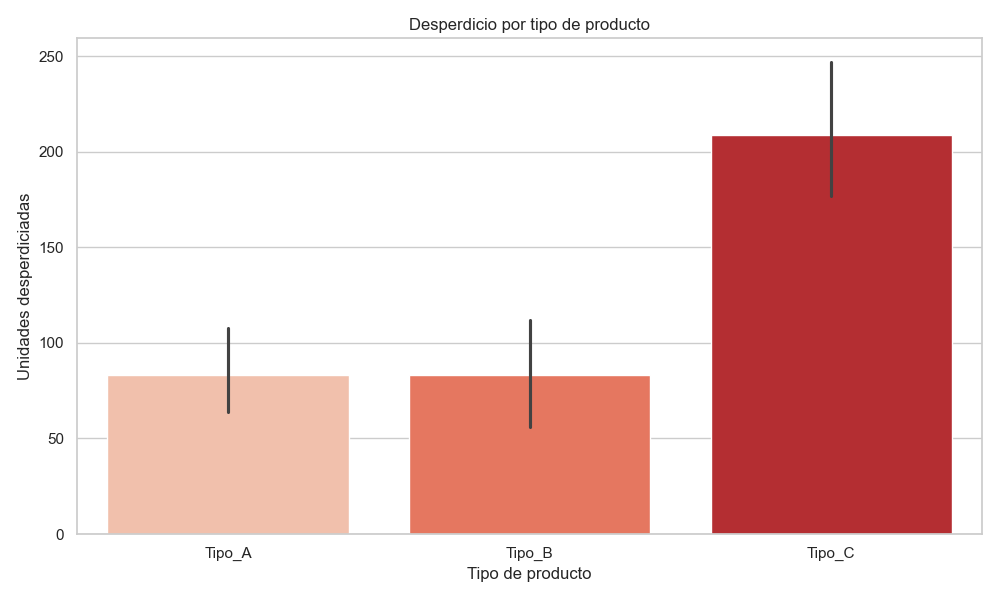 Desperdicio por tipo de producto
Unidades desperdiciadas
250
200
150
100
50
0
Tipo_A
Tipo_B
Tipo_C
Tipo de producto